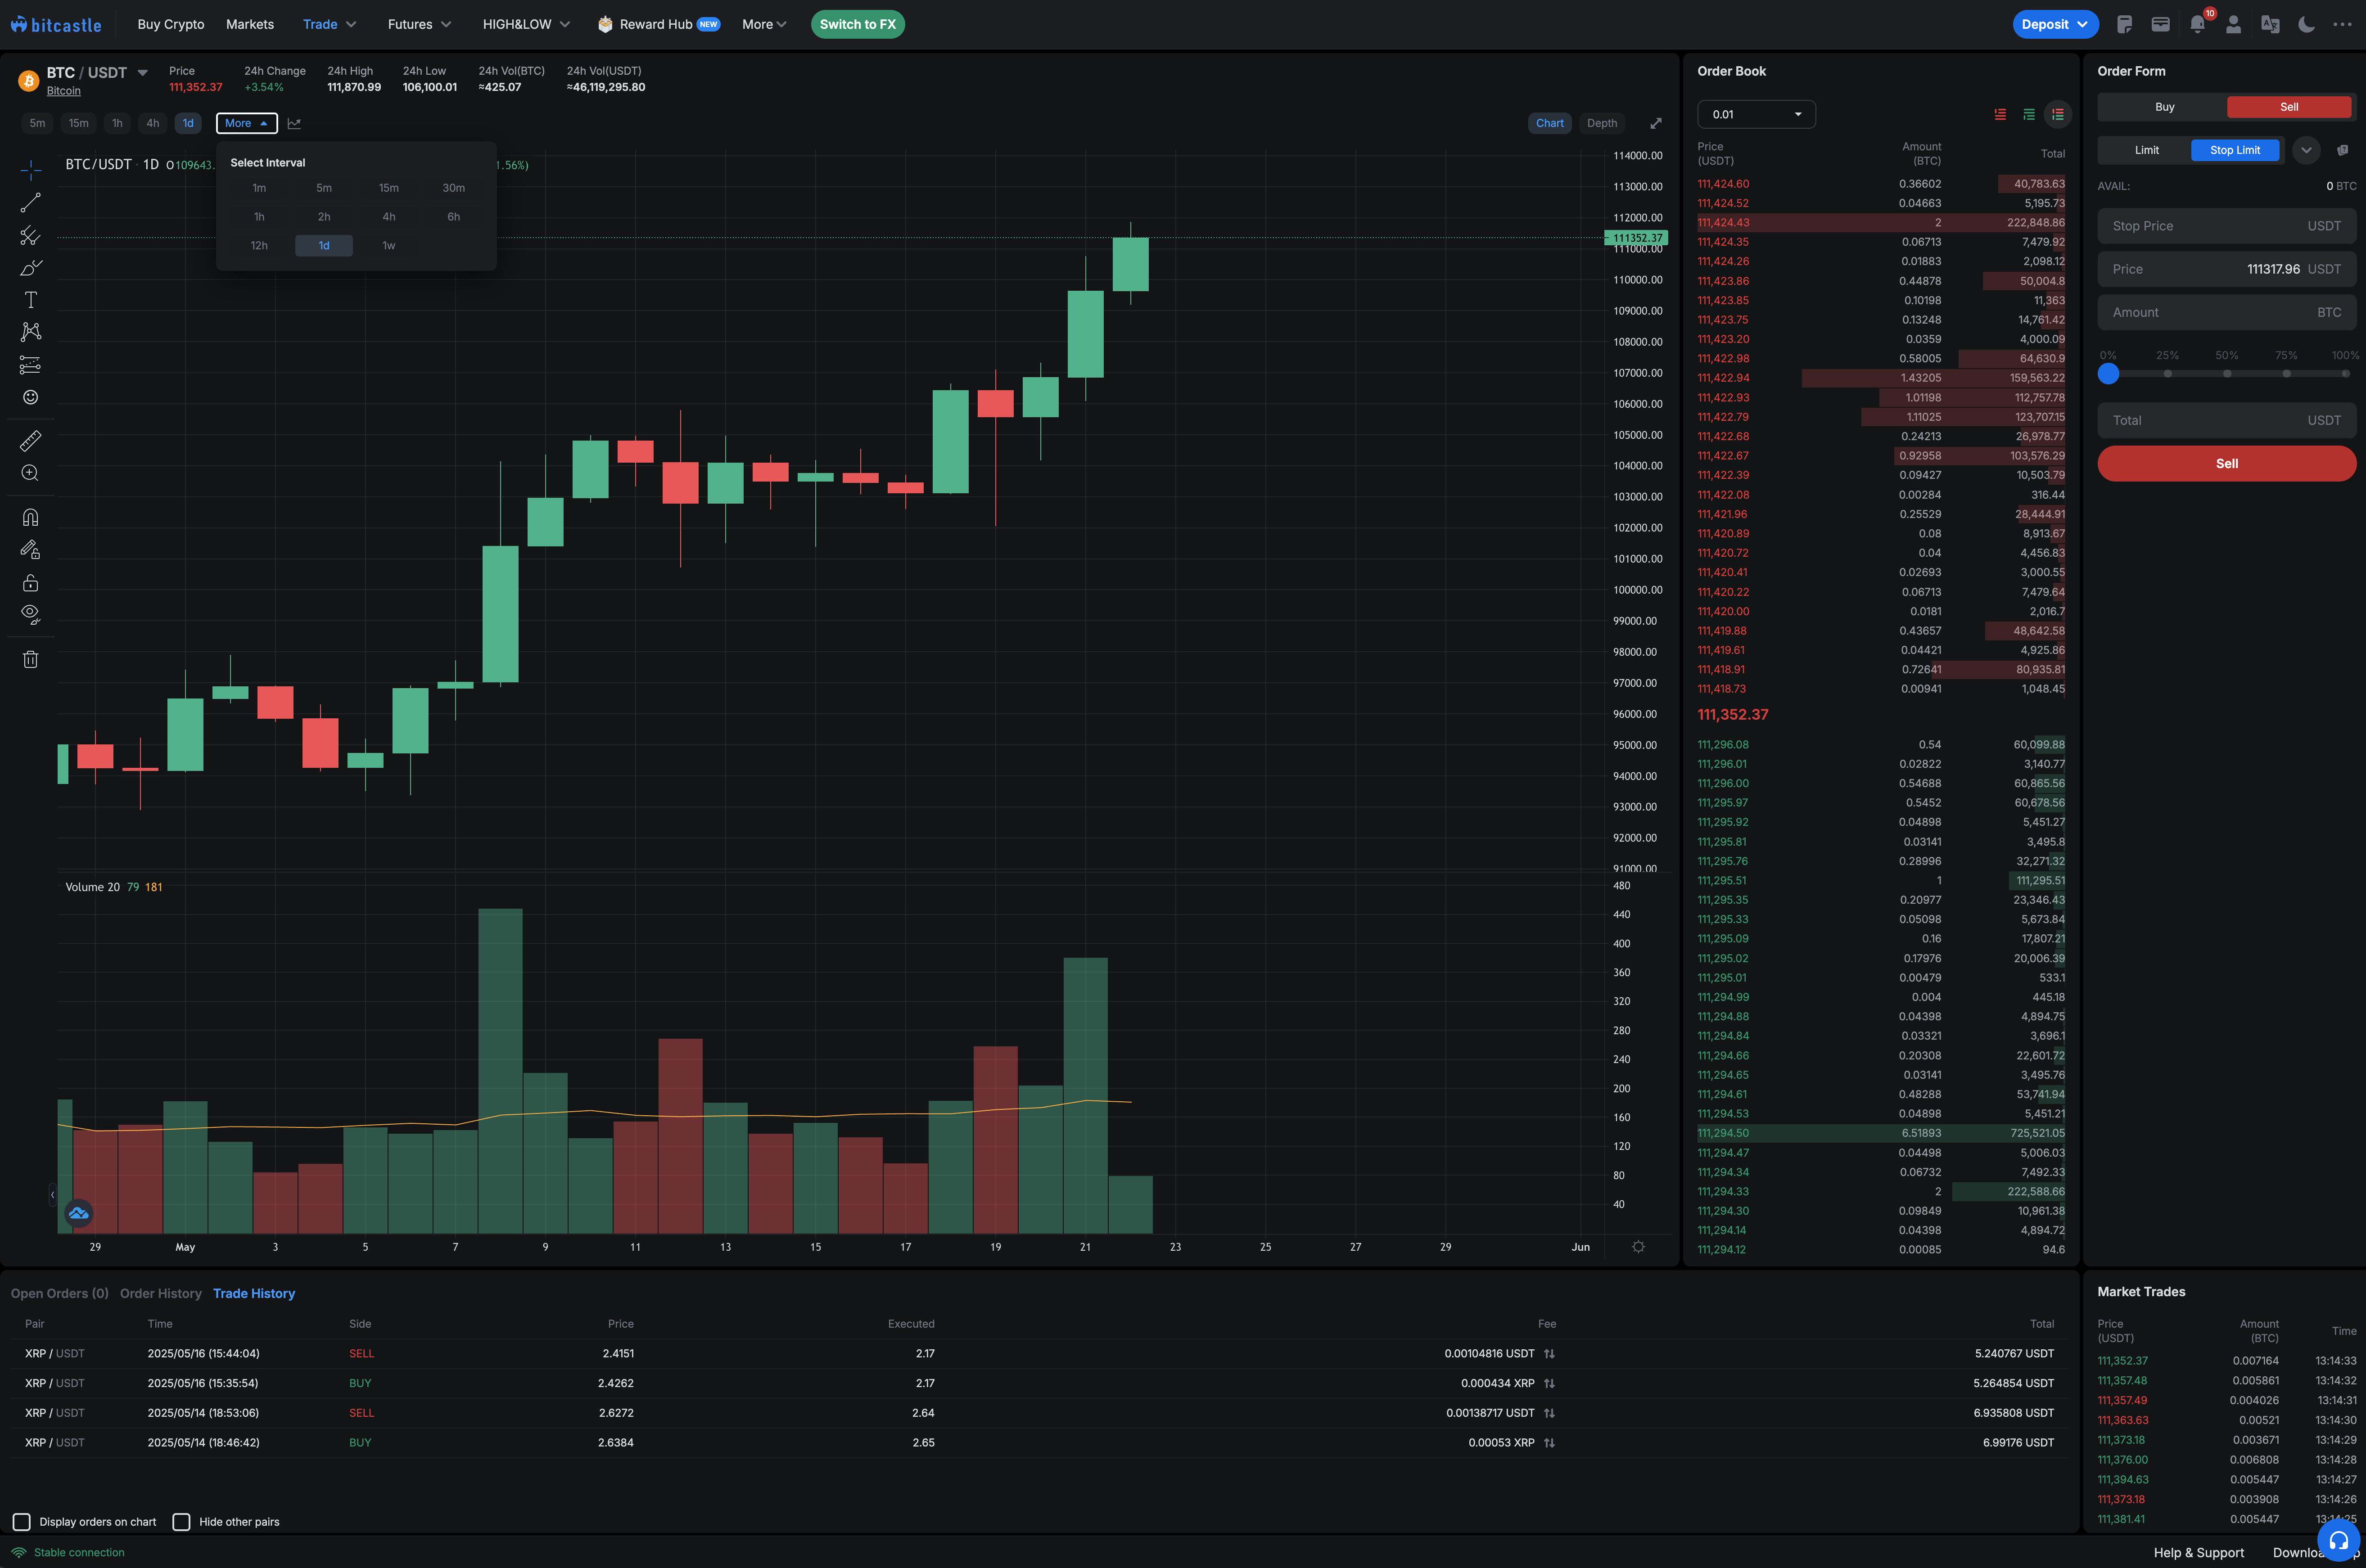 bitcastle Buy Crypto Markets Trade Futures HIGH&LOW Reward Hub NEW More Switch to FX Deposit 10
BTC / USDT
Bitcoin
Price 24h Change 24h High 24h Low 24h Vol(BTC) 24h Vol(USDT)
111,352.37 +3.54% 111,870.99 106,100.01 ≈425.07 ≈46,119,295.80
5m 15m 1h 4h 1d More Chart Depth
BTC/USDT · 1D O109643. 1.56%)
Select Interval
1m 5m 15m 30m
1h 2h 4h 6h
12h 1d 1w
114000.00
113000.00
112000.00
111352.37
111000.00
110000.00
109000.00
108000.00
107000.00
106000.00
105000.00
104000.00
103000.00
102000.00
101000.00
100000.00
99000.00
98000.00
97000.00
96000.00
95000.00
94000.00
93000.00
92000.00
91000.00
Volume 20 79 181
480
440
400
360
320
280
240
200
160
120
80
40
29 May 3 5 7 9 11 13 15 17 19 21 23 25 27 29 Jun
Order Book
0.01
Price (USDT) Amount (BTC) Total
111,424.60 0.36602 40,783.63
111,424.52 0.04663 5,195.73
111,424.43 2 222,848.86
111,424.35 0.06713 7,479.92
111,424.26 0.01883 2,098.12
111,423.86 0.44878 50,004.8
111,423.85 0.10198 11,363
111,423.75 0.13248 14,761.42
111,423.20 0.0359 4,000.09
111,422.98 0.58005 64,630.9
111,422.94 1.43205 159,563.22
111,422.93 1.01198 112,757.78
111,422.79 1.11025 123,707.15
111,422.68 0.24213 26,978.77
111,422.67 0.92958 103,576.29
111,422.39 0.09427 10,503.79
111,422.08 0.00284 316.44
111,421.96 0.25529 28,444.91
111,420.89 0.08 8,913.67
111,420.72 0.04 4,456.83
111,420.41 0.02693 3,000.55
111,420.22 0.06713 7,479.64
111,420.00 0.0181 2,016.7
111,419.88 0.43657 48,642.58
111,419.61 0.04421 4,925.86
111,418.91 0.72641 80,935.81
111,418.73 0.00941 1,048.45
111,352.37
111,296.08 0.54 60,099.88
111,296.01 0.02822 3,140.77
111,296.00 0.54688 60,865.56
111,295.97 0.5452 60,678.56
111,295.92 0.04898 5,451.27
111,295.81 0.03141 3,495.8
111,295.76 0.28996 32,271.32
111,295.51 1 111,295.51
111,295.35 0.20977 23,346.43
111,295.33 0.05098 5,673.84
111,295.09 0.16 17,807.21
111,295.02 0.17976 20,006.39
111,295.01 0.00479 533.1
111,294.99 0.004 445.18
111,294.88 0.04398 4,894.75
111,294.84 0.03321 3,696.1
111,294.66 0.20308 22,601.72
111,294.65 0.03141 3,495.76
111,294.61 0.48288 53,741.94
111,294.53 0.04898 5,451.21
111,294.50 6.51893 725,521.05
111,294.47 0.04498 5,006.03
111,294.34 0.06732 7,492.33
111,294.33 2 222,588.66
111,294.30 0.09849 10,961.38
111,294.14 0.04398 4,894.72
111,294.12 0.00085 94.6
Order Form
Buy Sell
Limit Stop Limit
AVAIL: 0 BTC
Stop Price USDT
Price 111317.96 USDT
Amount BTC
0% 25% 50% 75% 100%
Total USDT
Sell
Open Orders (0) Order History Trade History
Pair Time Side Price Executed Fee Total
XRP / USDT 2025/05/16 (15:44:04) SELL 2.4151 2.17 0.00104816 USDT 5.240767 USDT
XRP / USDT 2025/05/16 (15:35:54) BUY 2.4262 2.17 0.000434 XRP 5.264854 USDT
XRP / USDT 2025/05/14 (18:53:06) SELL 2.6272 2.64 0.00138717 USDT 6.935808 USDT
XRP / USDT 2025/05/14 (18:46:42) BUY 2.6384 2.65 0.00053 XRP 6.99176 USDT
Display orders on chart Hide other pairs
Market Trades
Price (USDT) Amount (BTC) Time
111,352.37 0.007164 13:14:33
111,357.48 0.005861 13:14:32
111,357.49 0.004026 13:14:31
111,363.63 0.00521 13:14:30
111,373.18 0.003671 13:14:29
111,376.00 0.006808 13:14:28
111,394.63 0.005447 13:14:27
111,373.18 0.003908 13:14:26
111,381.41 0.005447 13:14:25
Stable connection Help & Support